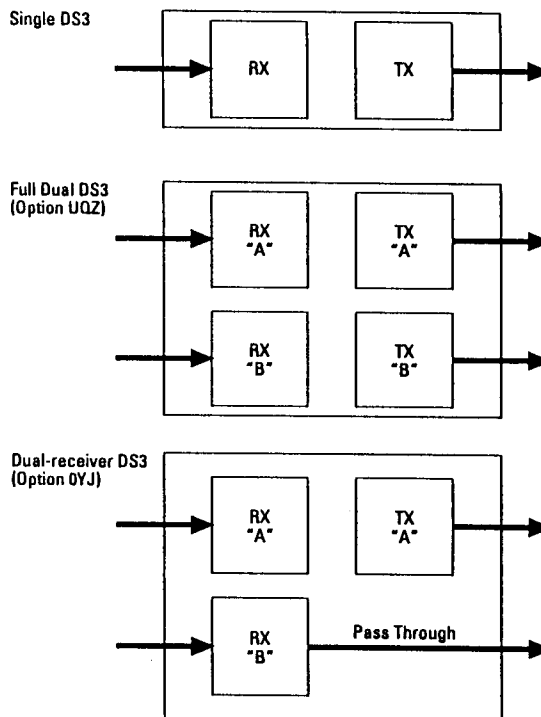 Single DS3
RX
TX
Full Dual DS3
(Option UQZ)
RX
"A"
TX
"A"
RX
"B"
TX
"B"
Dual-receiver DS3
(Option 0YJ)
RX
"A"
TX
"A"
RX
"B"
Pass Through